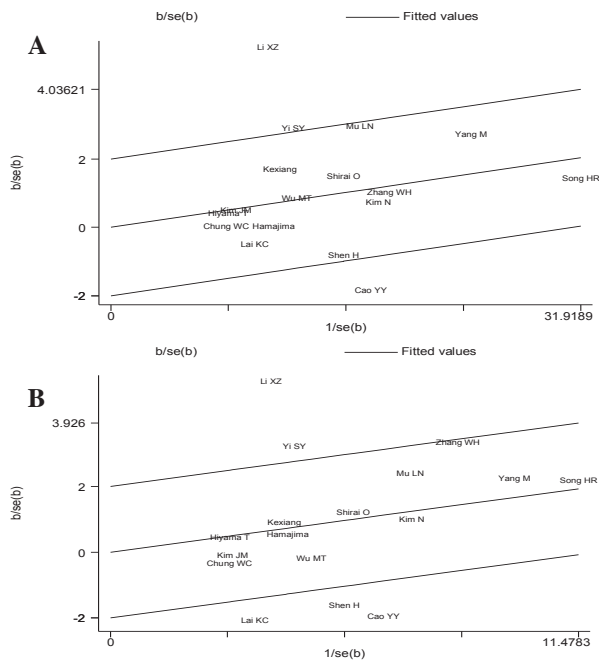 b/se(b) Fitted values
A
Li XZ
4.03621
Yi SY Mu LN
Yang M
2
Kexiang
Shirai O
Song HR
Zhang WH
Wu MT
Kim N
Kim JM
Hiyama T
0
Chung WC Hamajima
Lai KC
Shen H
Cao YY
-2
b/se(b)
0 31.9189
1/se(b)
b/se(b) Fitted values
B
Li XZ
3.926
Zhang WH
Yi SY
Mu LN
Yang M
Song HR
2
Shirai O
Kim N
Kexiang
Hamajima
Hiyama T
0
Kim JM
Wu MT
Chung WC
Shen H
Cao YY
Lai KC
-2
b/se(b)
0 11.4783
1/se(b)